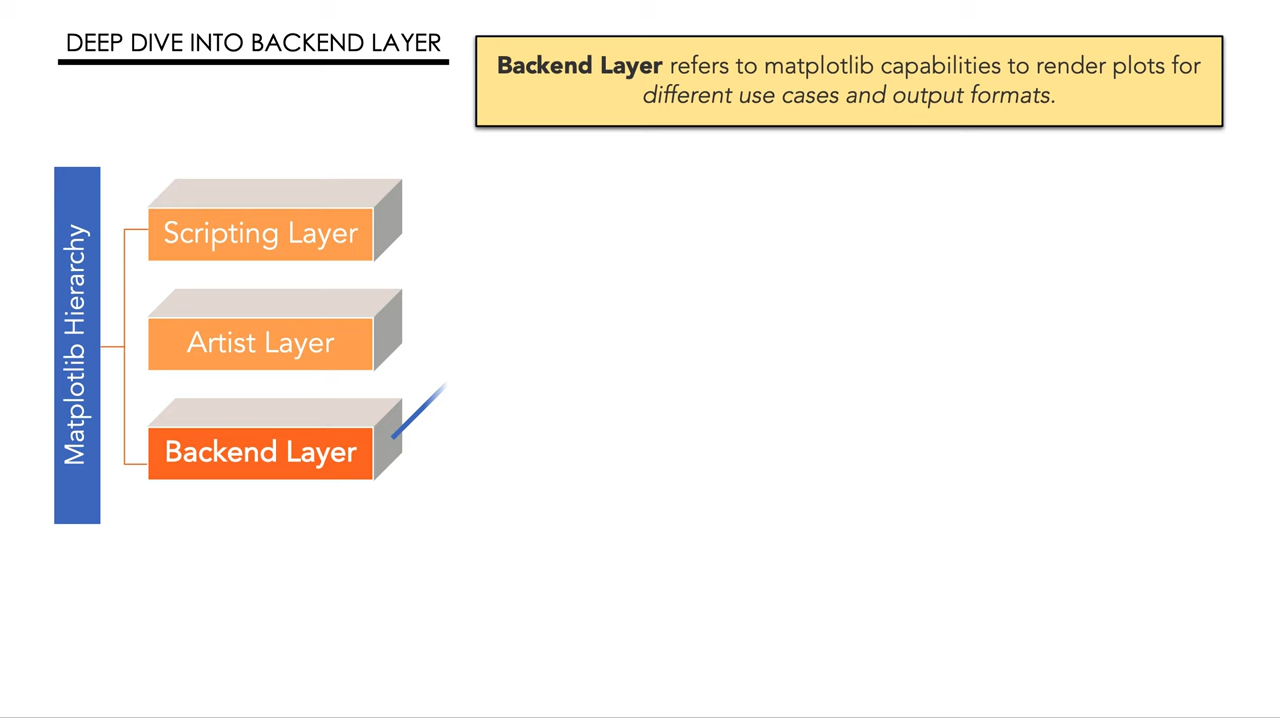 DEEP DIVE INTO BACKEND LAYER
Backend Layer refers to matplotlib capabilities to render plots for
different use cases and output formats.
Matplotlib Hierarchy
Scripting Layer
Artist Layer
Backend Layer